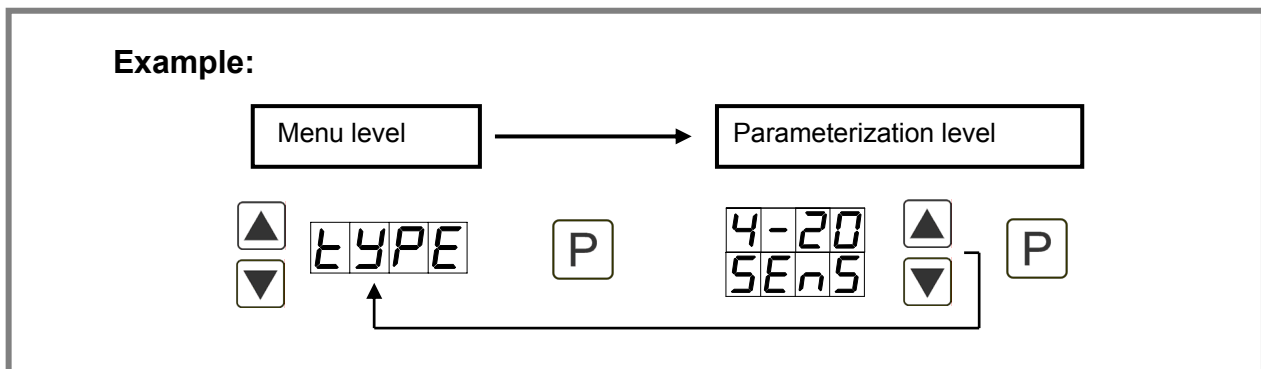 Example:
Menu level
Parameterization level
tYPE
P
4-20
SEnS
P